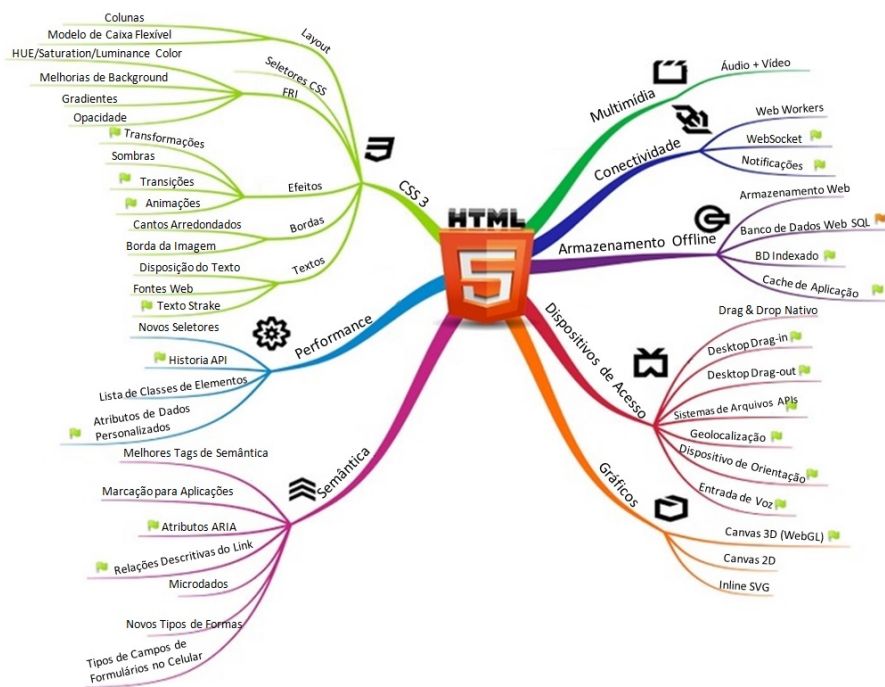 HTML
5
CSS 3
Layout
Colunas
Modelo de Caixa Flexível
Seletores CSS
FRI
HUE/Saturation/Luminance Color
Melhorias de Background
Gradientes
Opacidade
Efeitos
Transformações
Sombras
Transições
Animações
Bordas
Cantos Arredondados
Borda da Imagem
Textos
Disposição do Texto
Fontes Web
Texto Strake
Performance
Novos Seletores
Historia API
Lista de Classes de Elementos
Atributos de Dados
Personalizados
Semântica
Melhores Tags de Semântica
Marcação para Aplicações
Atributos ARIA
Relações Descritivas do Link
Microdados
Novos Tipos de Formas
Tipos de Campos de
Formulários no Celular
Multimídia
Áudio + Vídeo
Conectividade
Web Workers
WebSocket
Notificações
Armazenamento Offline
Armazenamento Web
Banco de Dados Web SQL
BD Indexado
Cache de Aplicação
Dispositivos de Acesso
Drag & Drop Nativo
Desktop Drag-in
Desktop Drag-out
Sistemas de Arquivos APIs
Geolocalização
Dispositivo de Orientação
Entrada de Voz
Gráficos
Canvas 3D (WebGL)
Canvas 2D
Inline SVG